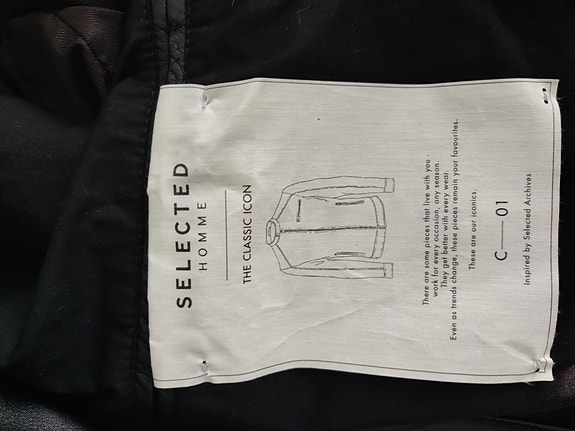 SELECTED
HOMME
THE CLASSIC ICON
There are some pieces that live with you -
work for every occasion, any season.
They get better with every wear.
Even as trends change, these pieces remain your favourites.
These are our iconics.
C — 01
Inspired by Selected Archives